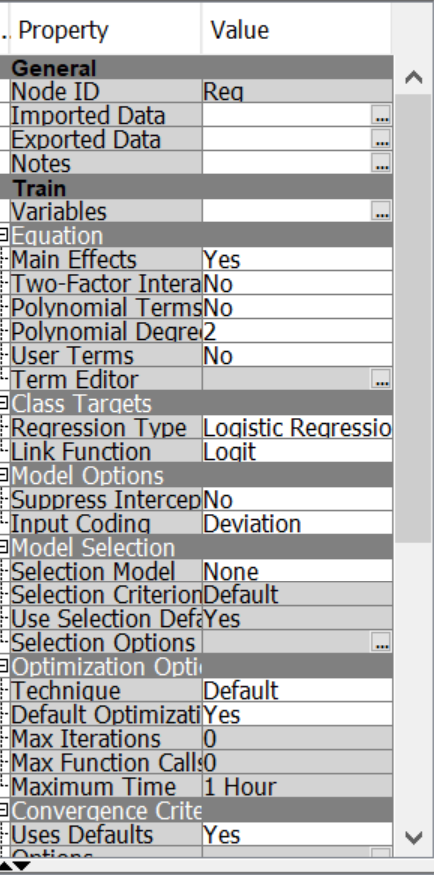 .. Property Value
General
Node ID Reg
Imported Data ...
Exported Data ...
Notes ...
Train
Variables ...
Equation
Main Effects Yes
Two-Factor Intera No
Polynomial Terms No
Polynomial Degre 2
User Terms No
Term Editor ...
Class Targets
Regression Type Logistic Regressio
Link Function Logit
Model Options
Suppress Intercep No
Input Coding Deviation
Model Selection
Selection Model None
Selection Criterion Default
Use Selection Defa Yes
Selection Options ...
Optimization Opti
Technique Default
Default Optimizati Yes
Max Iterations 0
Max Function Calls 0
Maximum Time 1 Hour
Convergence Crite
Uses Defaults Yes
Options ...